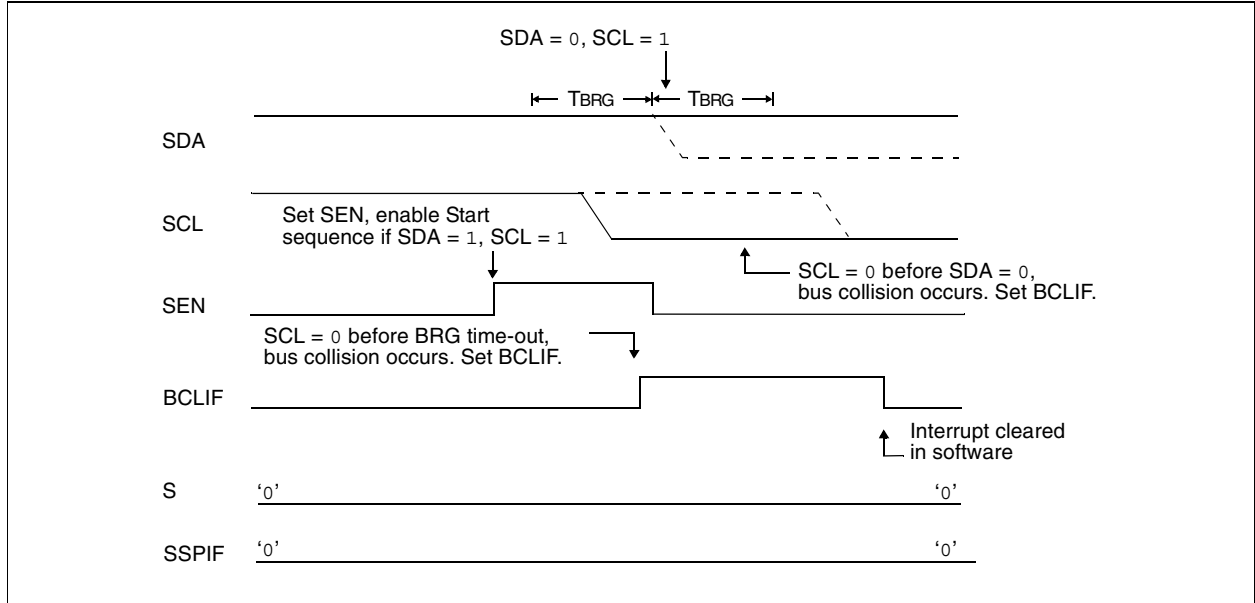 SDA = 0, SCL = 1
TBRG TBRG
SDA
SCL
Set SEN, enable Start
sequence if SDA = 1, SCL = 1
SCL = 0 before SDA = 0,
bus collision occurs. Set BCLIF.
SEN
SCL = 0 before BRG time-out,
bus collision occurs. Set BCLIF.
BCLIF
Interrupt cleared
in software
S ‘0’ ‘0’
SSPIF ‘0’ ‘0’